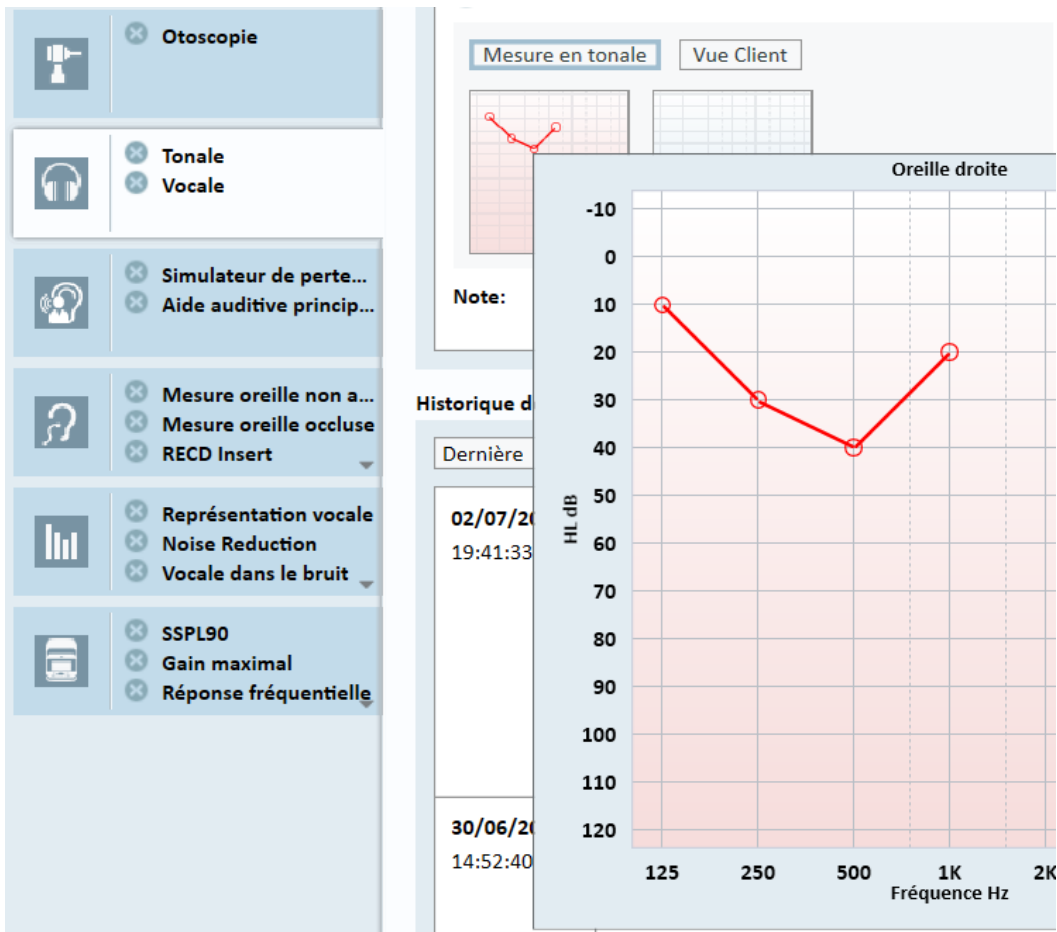 Otoscopie
Tonale
Vocale
Simulateur de perte...
Aide auditive princip...
Mesure oreille non a...
Mesure oreille occluse
RECD Insert
Représentation vocale
Noise Reduction
Vocale dans le bruit
SSPL90
Gain maximal
Réponse fréquentielle
Mesure en tonale
Vue Client
Note:
Historique d
Dernière
02/07/20
19:41:33
30/06/20
14:52:40
Oreille droite
-10
0
10
20
30
40
50
60
70
80
90
100
110
120
HL dB
125 250 500 1K 2K
Fréquence Hz